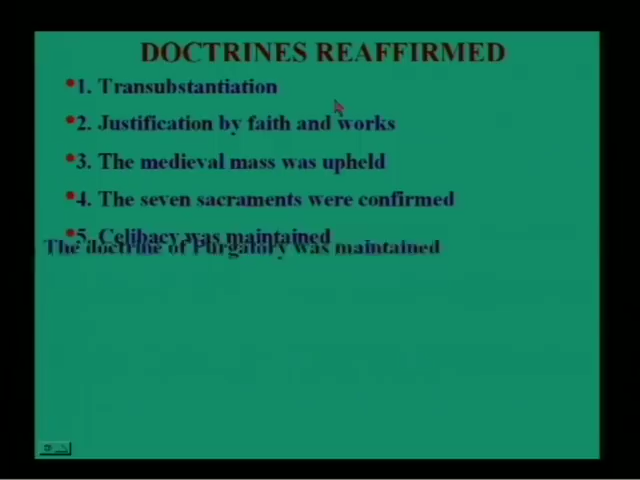 DOCTRINES REAFFIRMED
•1. Transubstantiation
•2. Justification by faith and works
•3. The medieval mass was upheld
•4. The seven sacraments were confirmed
•5. Celibacy was maintained
The doctrine of Purgatory was maintained